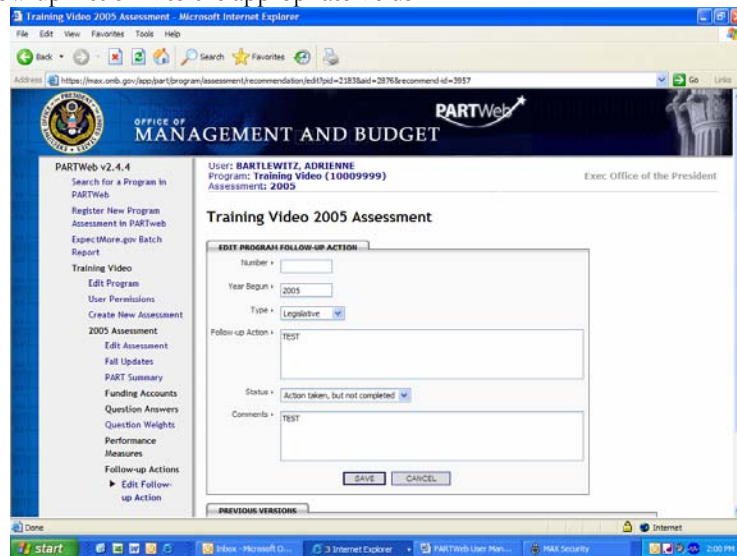 Training Video 2005 Assessment - Microsoft Internet Explorer
File Edit View Favorites Tools Help
Back Search Favorites
Address https://max.omb.gov/app/part/program/assessment/recommendation/edit?pid=2183&aid=2876&recommend-id=3957 Go Links
OFFICE OF
MANAGEMENT AND BUDGET
PARTWeb
PARTWeb v2.4.4
Search for a Program in
PARTWeb
Register New Program
Assessment in PARTweb
ExpectMore.gov Batch
Report
Training Video
Edit Program
User Permissions
Create New Assessment
2005 Assessment
Edit Assessment
Fall Updates
PART Summary
Funding Accounts
Question Answers
Question Weights
Performance
Measures
Follow-up Actions
Edit Follow-
up Action
User: BARTLEWITZ, ADRIENNE
Program: Training Video (10009999)
Assessment: 2005
Exec Office of the President
Training Video 2005 Assessment
EDIT PROGRAM FOLLOW-UP ACTION
Number
Year Begun 2005
Type Legislative
Follow-up Action TEST
Status Action taken, but not completed
Comments TEST
SAVE CANCEL
PREVIOUS VERSIONS
Done Internet
start Inbox - Microsoft O... 3 Internet Explorer PARTWeb User Man... MAX Security 2:00 PM